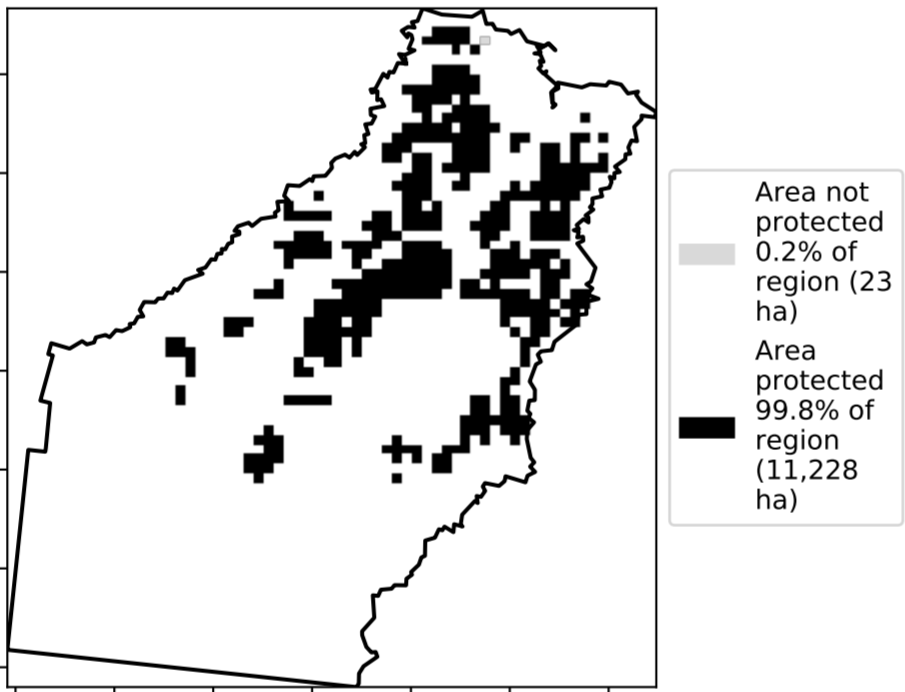 Area not
protected
0.2% of
region (23
ha)
Area
protected
99.8% of
region
(11,228
ha)